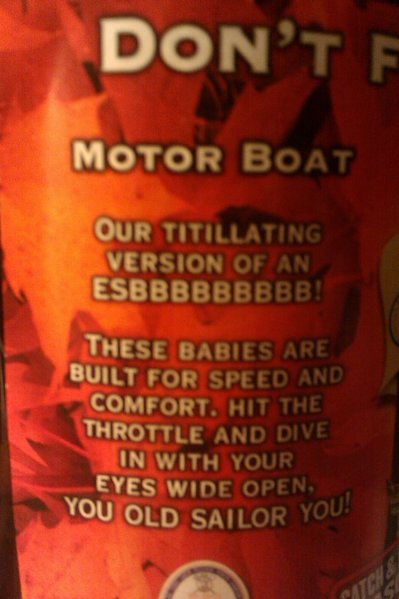 DON'T F
MOTOR BOAT
OUR TITILLATING
VERSION OF AN
ESBBBBBBBBBB!
THESE BABIES ARE
BUILT FOR SPEED AND
COMFORT. HIT THE
THROTTLE AND DIVE
IN WITH YOUR
EYES WIDE OPEN,
YOU OLD SAILOR YOU!
CATCH &